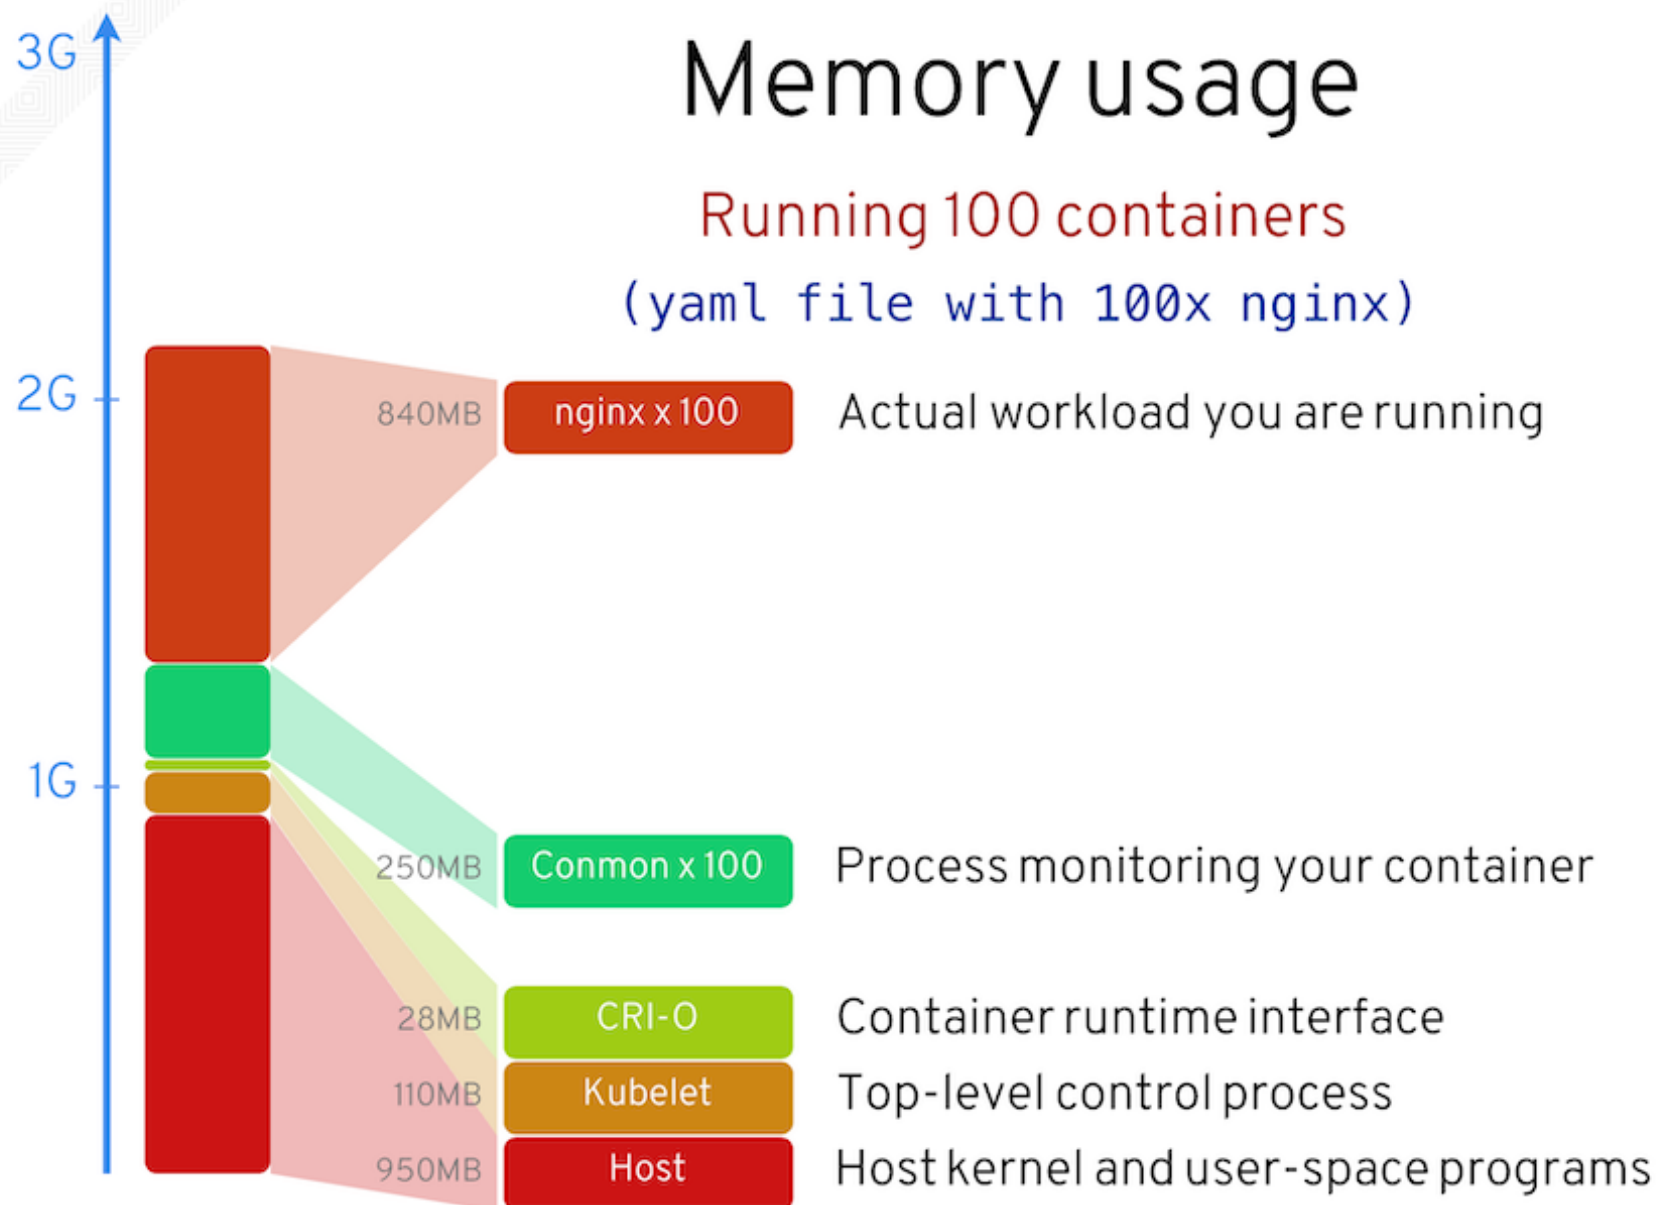 3G
Memory usage
Running 100 containers
(yaml file with 100x nginx)
2G
840MB nginx x 100 Actual workload you are running
1G
250MB Conmon x 100 Process monitoring your container
28MB CRI-O Container runtime interface
110MB Kubelet Top-level control process
950MB Host Host kernel and user-space programs